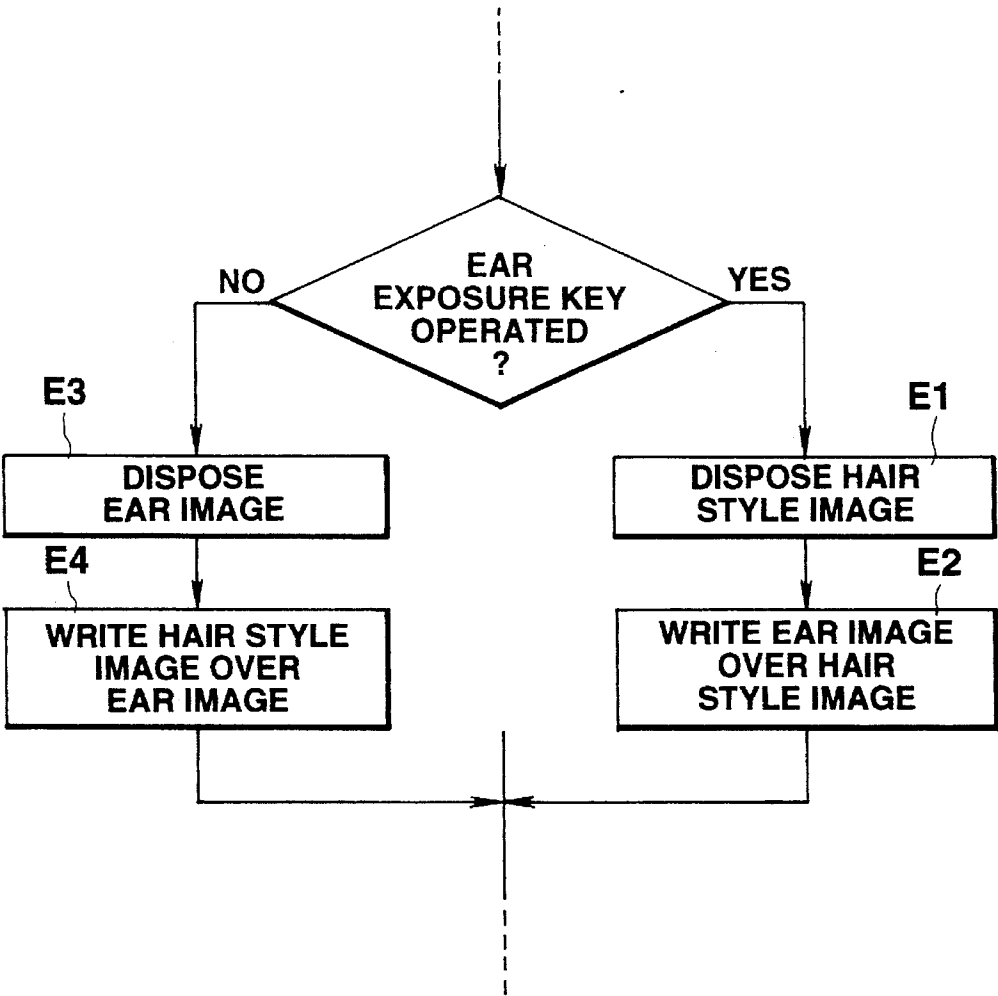 EAR
EXPOSURE KEY
OPERATED
?
NO
YES
E3
DISPOSE
EAR IMAGE
E4
WRITE HAIR STYLE
IMAGE OVER
EAR IMAGE
E1
DISPOSE HAIR
STYLE IMAGE
E2
WRITE EAR IMAGE
OVER HAIR
STYLE IMAGE